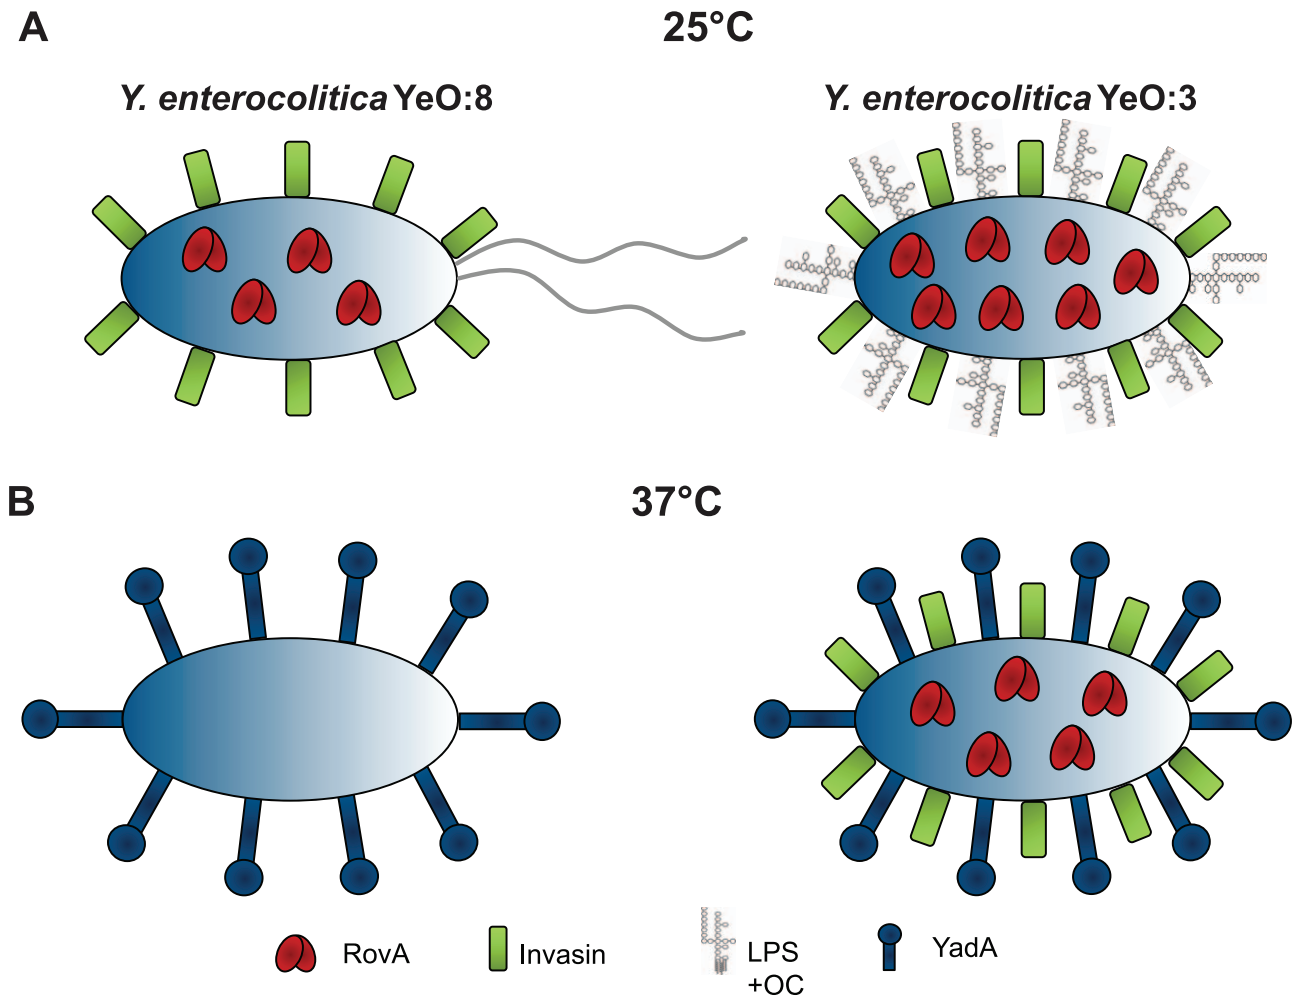 A
25°C
Y. enterocolitica YeO:8
Y. enterocolitica YeO:3
B
37°C
RovA
Invasin
LPS
+OC
YadA